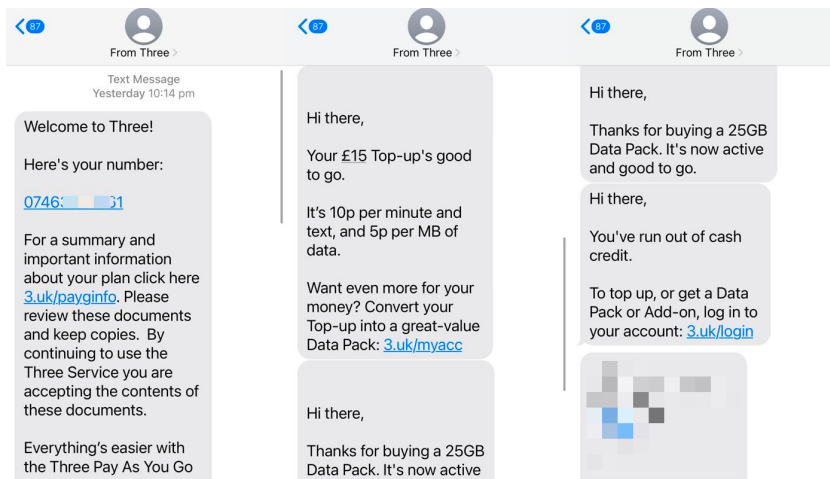 87
From Three >
Text Message
Yesterday 10:14 pm
Welcome to Three!
Here's your number:
0746 61
For a summary and
important information
about your plan click here
3.uk/payginfo. Please
review these documents
and keep copies. By
continuing to use the
Three Service you are
accepting the contents of
these documents.
Everything's easier with
the Three Pay As You Go
87
From Three >
Hi there,
Your £15 Top-up's good
to go.
It's 10p per minute and
text, and 5p per MB of
data.
Want even more for your
money? Convert your
Top-up into a great-value
Data Pack: 3.uk/myacc
Hi there,
Thanks for buying a 25GB
Data Pack. It's now active
87
From Three >
Hi there,
Thanks for buying a 25GB
Data Pack. It's now active
and good to go.
Hi there,
You've run out of cash
credit.
To top up, or get a Data
Pack or Add-on, log in to
your account: 3.uk/login